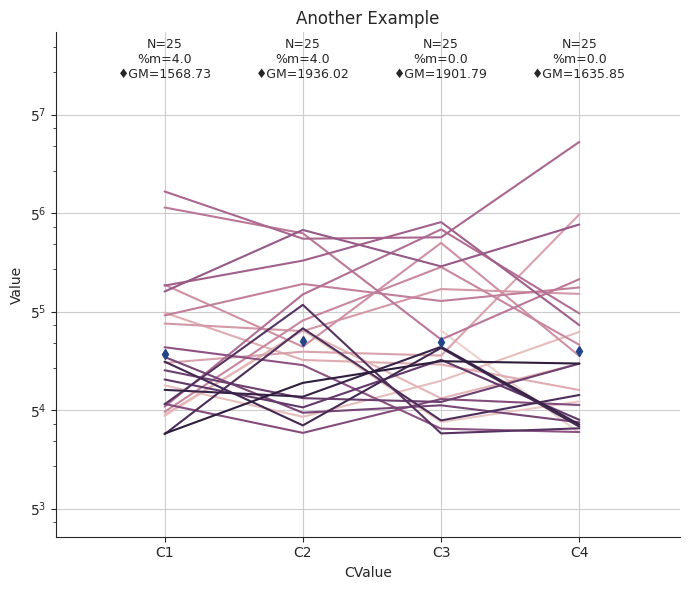 Another Example
N=25 N=25 N=25 N=25
%m=4.0 %m=4.0 %m=0.0 %m=0.0
♦GM=1568.73 ♦GM=1936.02 ♦GM=1901.79 ♦GM=1635.85
5⁷
5⁶
5⁵
5⁴
5³
Value
C1 C2 C3 C4
CValue